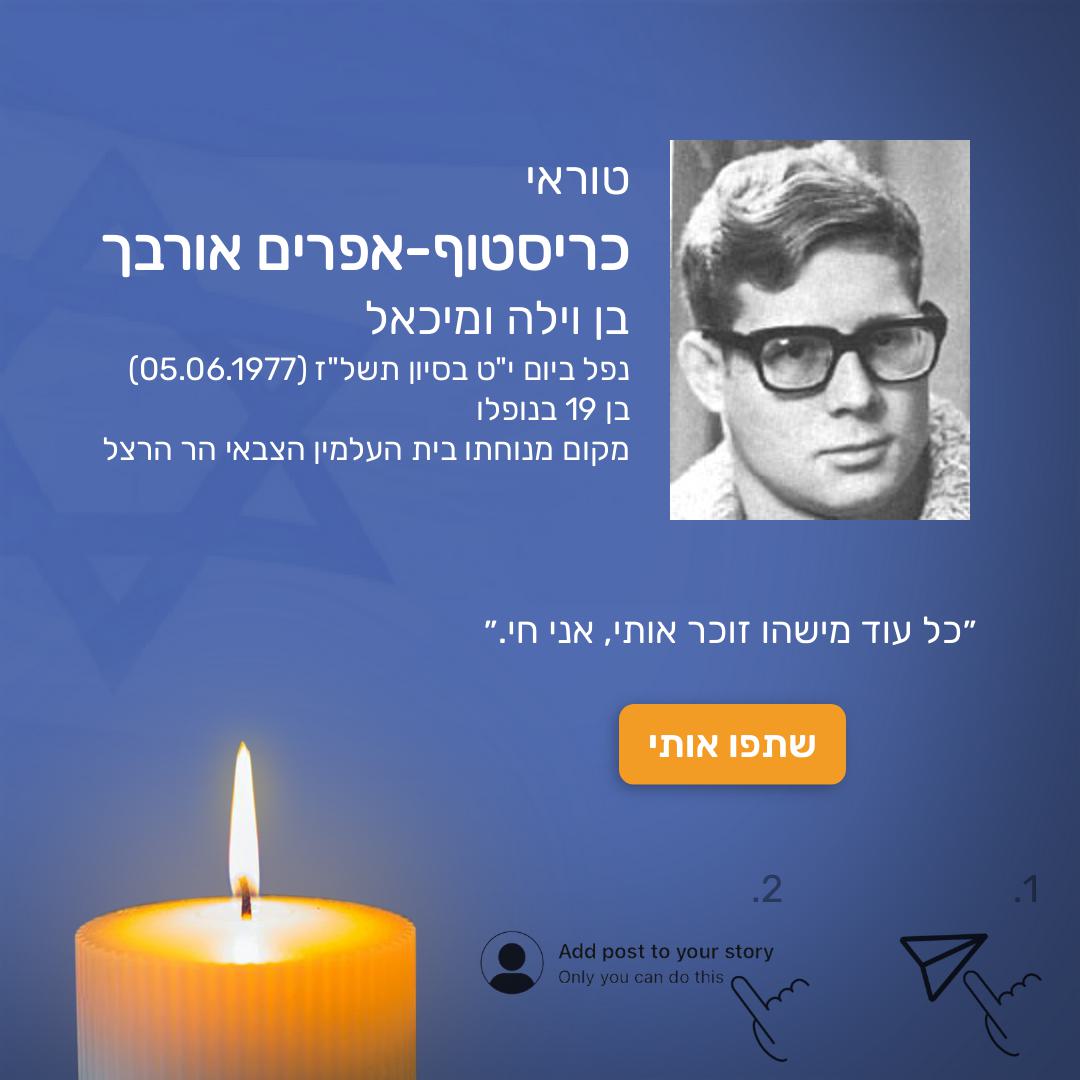 טוראי
כריסטוף-אפרים אורבך
בן וילה ומיכאל
נפל ביום י"ט בסיון תשל"ז (05.06.1977)
בן 19 בנופלו
מקום מנוחתו בית העלמין הצבאי הר הרצל
״כל עוד מישהו זוכר אותי, אני חי.״
שתפו אותי
1.
2.
Add post to your story
Only you can do this